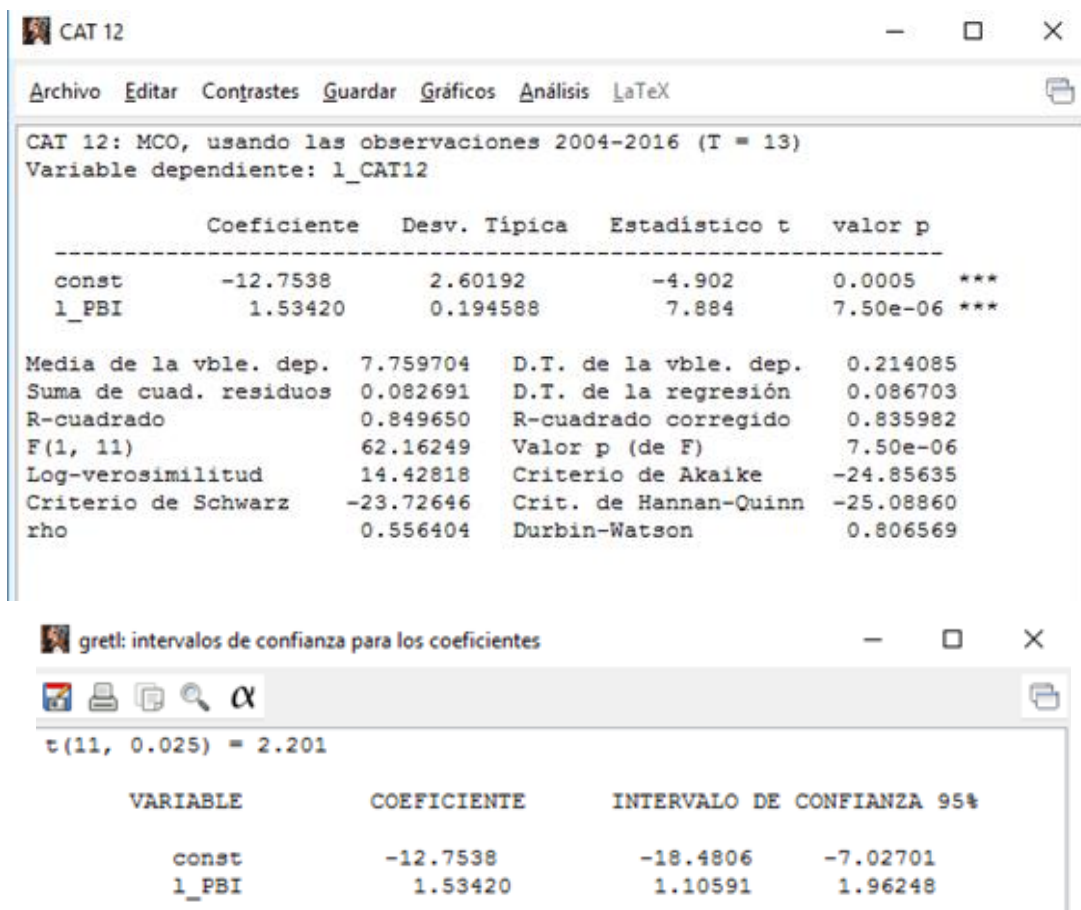 CAT 12
Archivo Editar Contrastes Guardar Gráficos Análisis LaTeX
CAT 12: MCO, usando las observaciones 2004-2016 (T = 13)
Variable dependiente: l_CAT12
Coeficiente Desv. Típica Estadístico t valor p
-----------------------------------------------------------------
const -12.7538 2.60192 -4.902 0.0005 ***
l_PBI 1.53420 0.194588 7.884 7.50e-06 ***
Media de la vble. dep. 7.759704 D.T. de la vble. dep. 0.214085
Suma de cuad. residuos 0.082691 D.T. de la regresión 0.086703
R-cuadrado 0.849650 R-cuadrado corregido 0.835982
F(1, 11) 62.16249 Valor p (de F) 7.50e-06
Log-verosimilitud 14.42818 Criterio de Akaike -24.85635
Criterio de Schwarz -23.72646 Crit. de Hannan-Quinn -25.08860
rho 0.556404 Durbin-Watson 0.806569
gretl: intervalos de confianza para los coeficientes
α
t(11, 0.025) = 2.201
VARIABLE COEFICIENTE INTERVALO DE CONFIANZA 95%
const -12.7538 -18.4806 -7.02701
l_PBI 1.53420 1.10591 1.96248